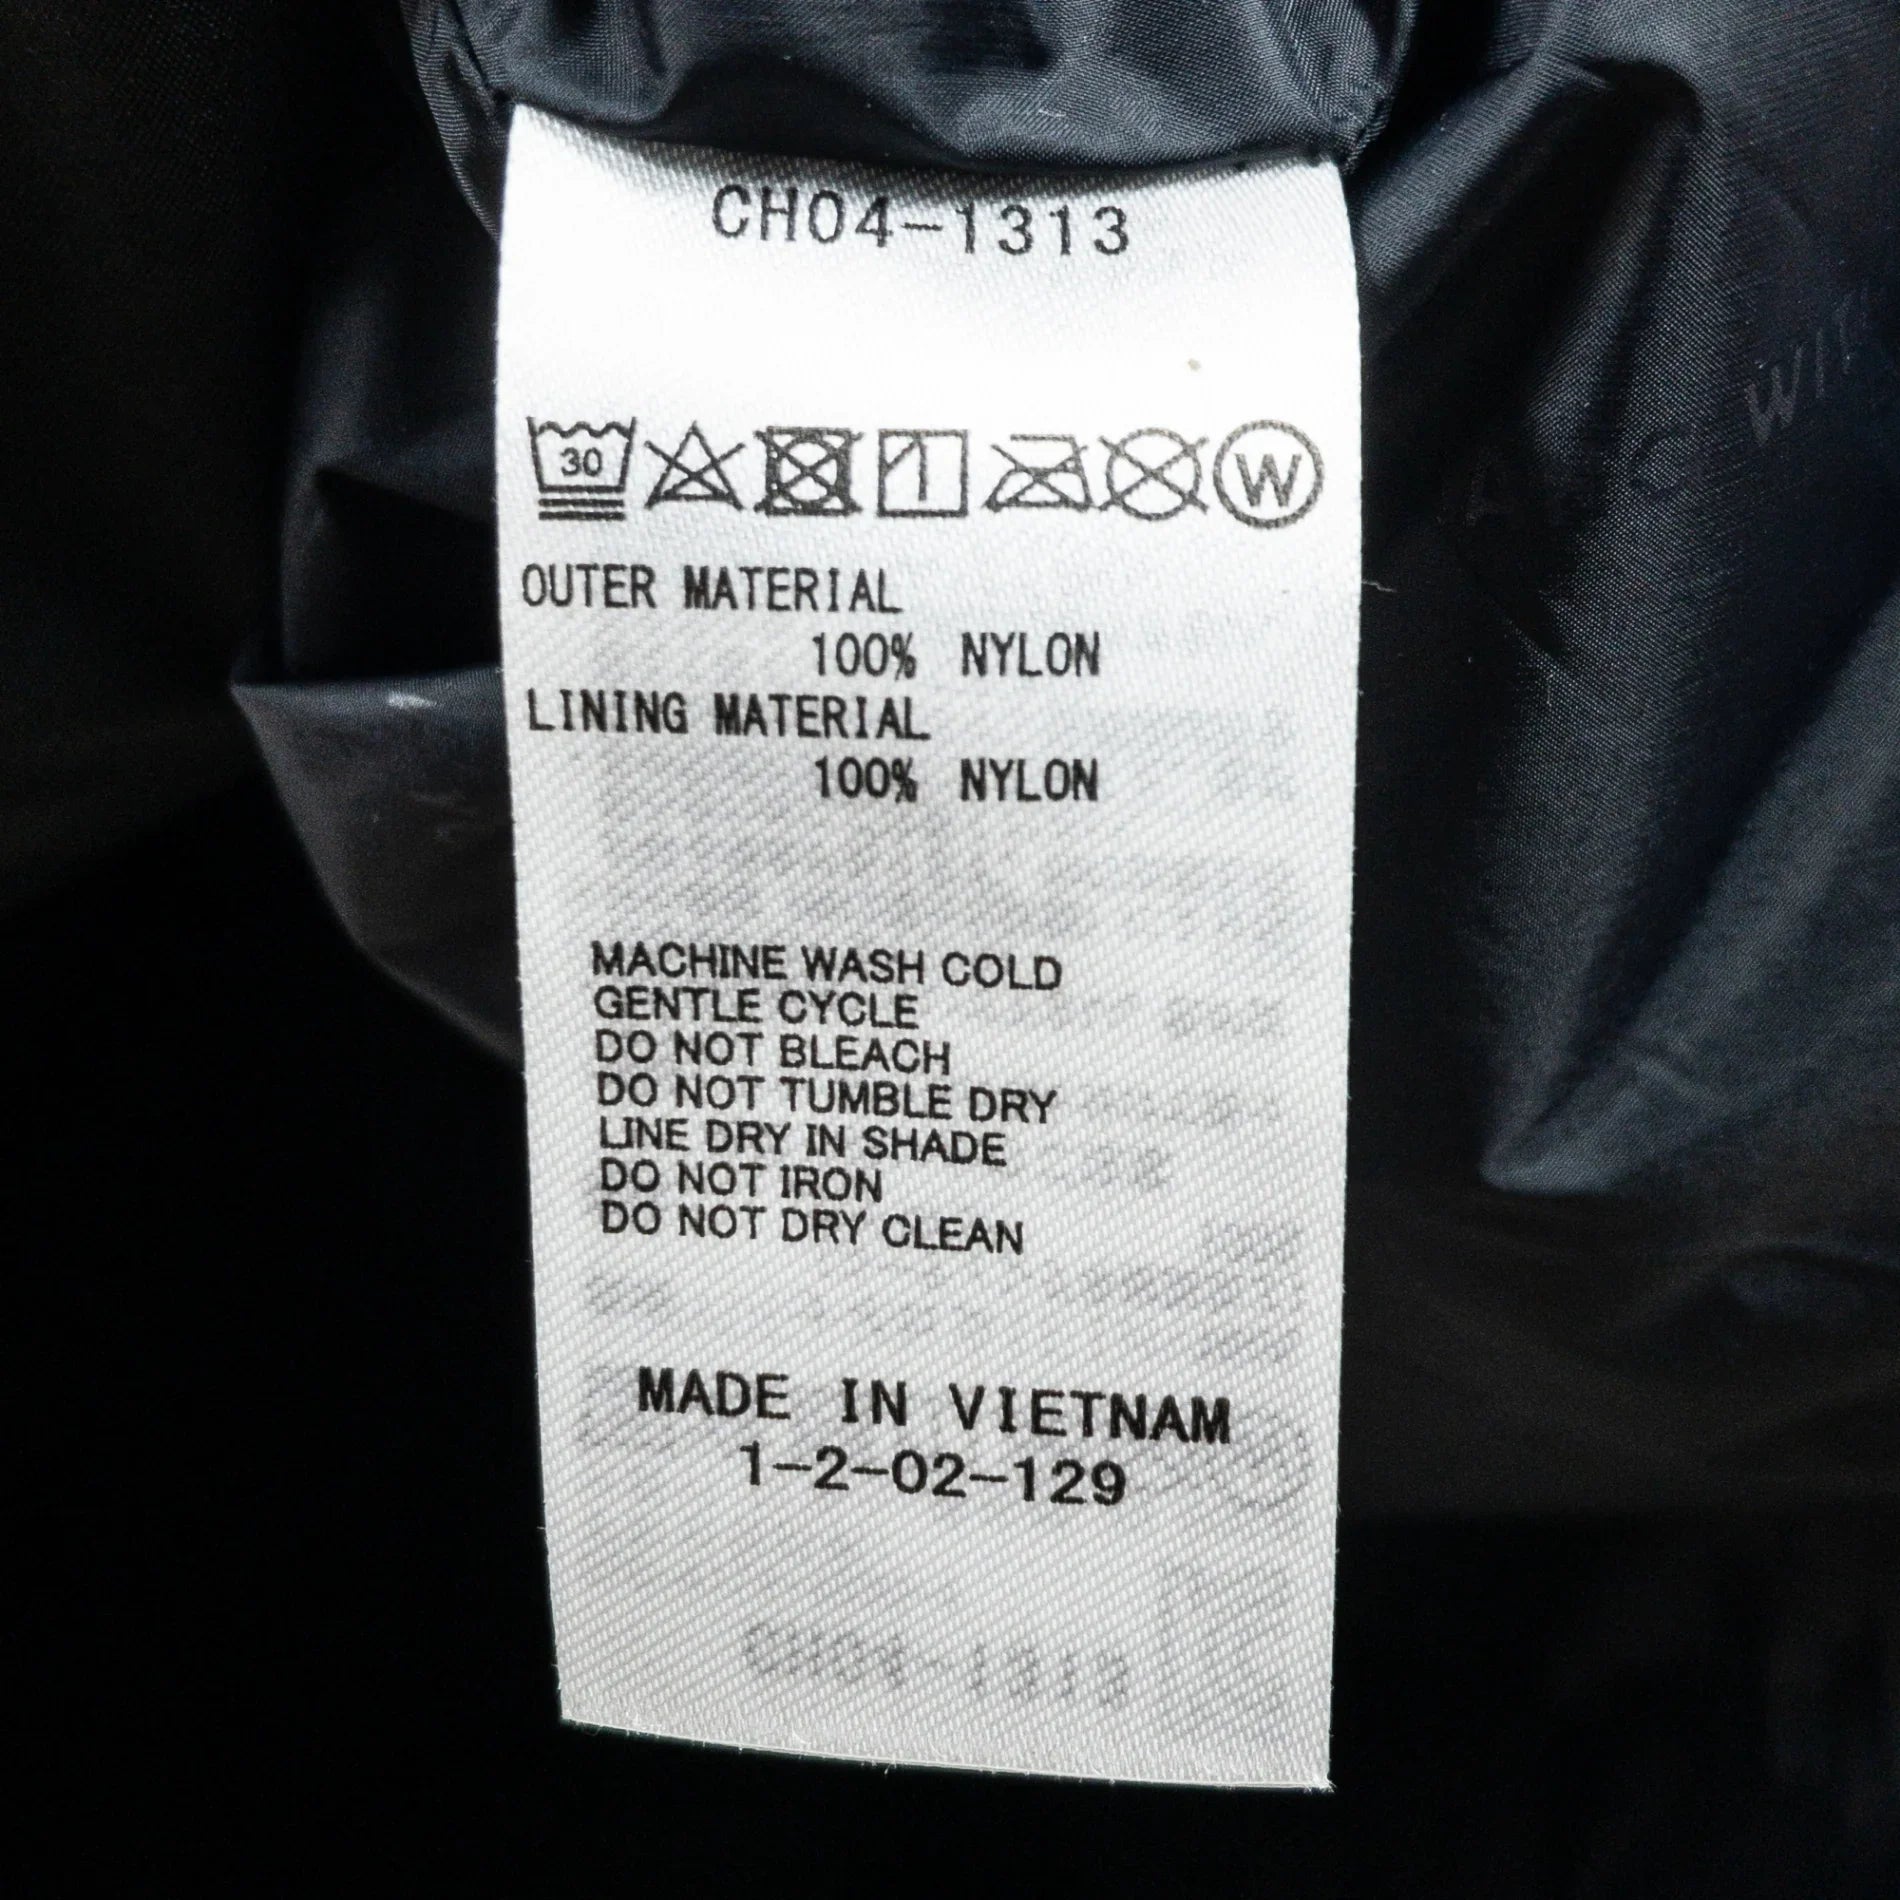 CH04-1313
30
W
OUTER MATERIAL
100% NYLON
LINING MATERIAL
100% NYLON
MACHINE WASH COLD
GENTLE CYCLE
DO NOT BLEACH
DO NOT TUMBLE DRY
LINE DRY IN SHADE
DO NOT IRON
DO NOT DRY CLEAN
MADE IN VIETNAM
1-2-02-129